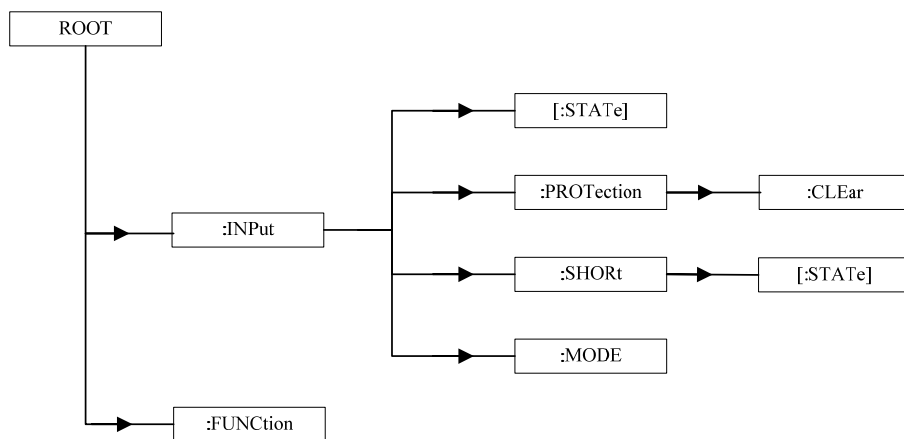 ROOT
[:STATe]
:PROTection
:CLEar
:INPut
:SHORt
[:STATe]
:MODE
:FUNCtion